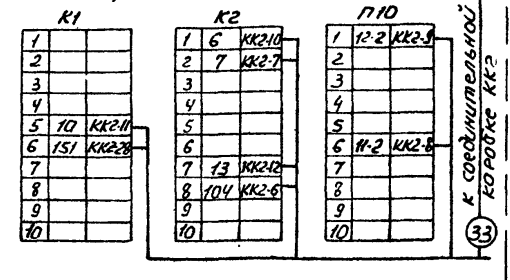 К1
1
2
3
4
5 10 КК2-11
6 151 КК2-28
7
8
9
10
К2
1 6 КК2-10
2 7 КК2-7
3
4
5
6
7 13 КК2-12
8 104 КК2-6
9
10
П10
1 12-2 КК2-9
2
3
4
5
6 11-2 КК2-8
7
8
9
10
к соединительной
коробке КК2
33